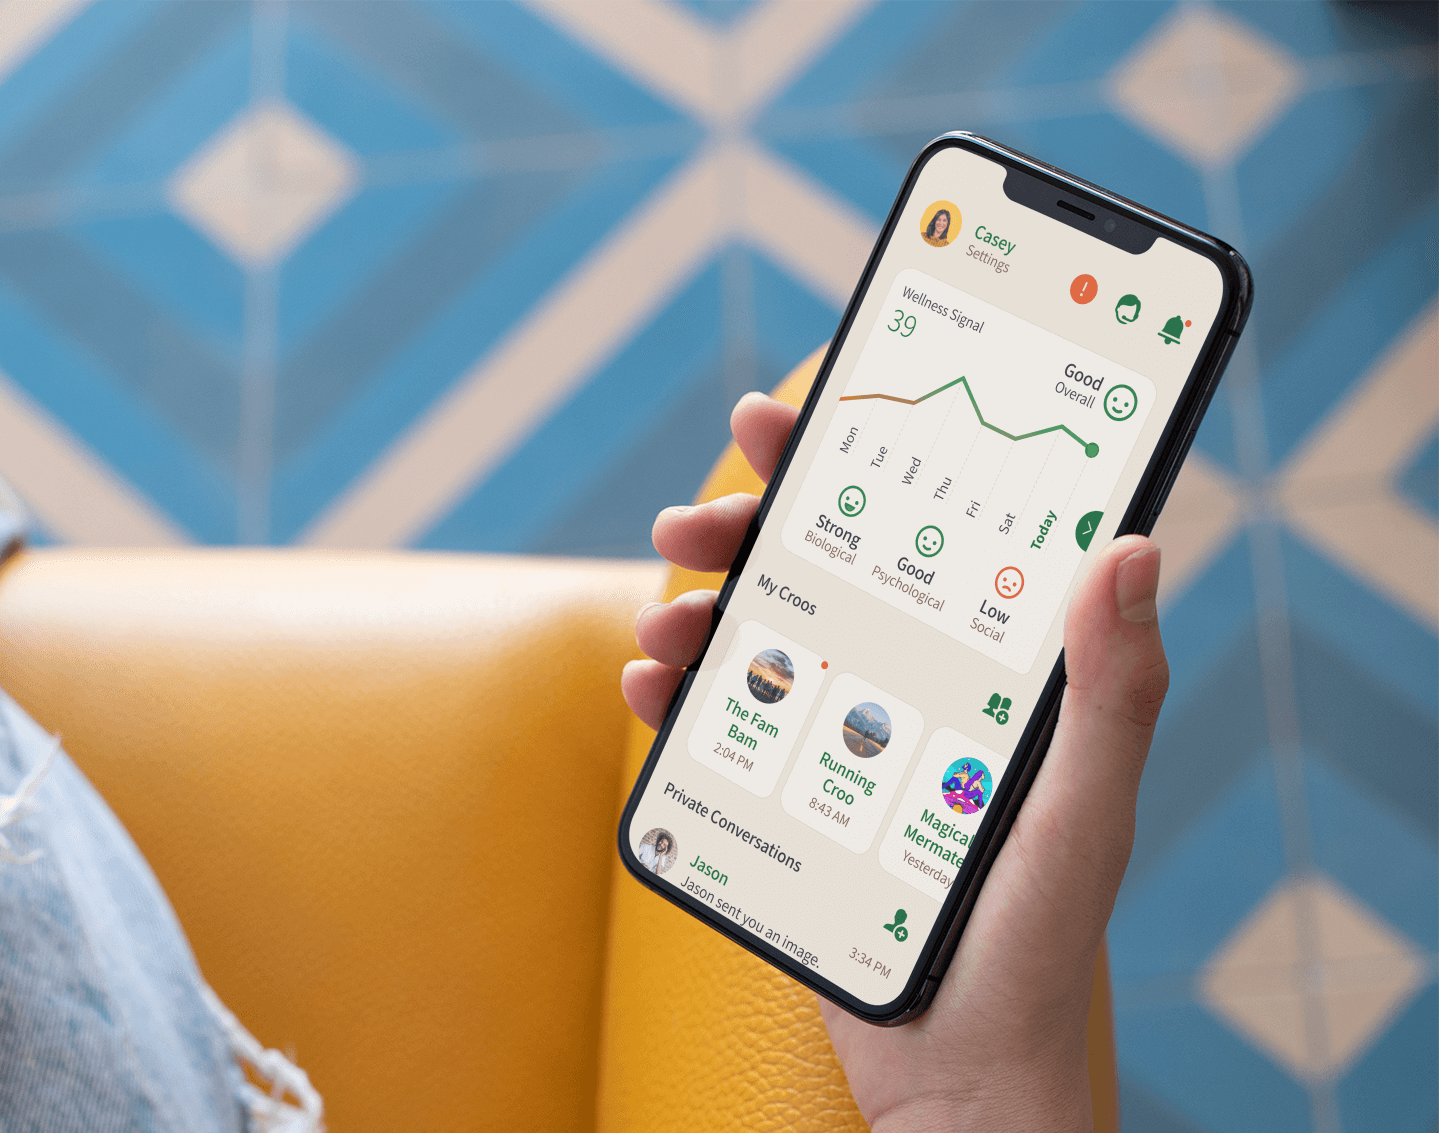 Casey
Settings
!
Wellness Signal
39
Good
Overall
Mon
Tue
Wed
Thu
Fri
Sat
Today
Strong
Biological
Good
Psychological
Low
Social
My Croos
The Fam
Bam
2:04 PM
Running
Croo
8:43 AM
Magical
Mermate
Yesterday
Private Conversations
Jason
Jason sent you an image.
3:34 PM